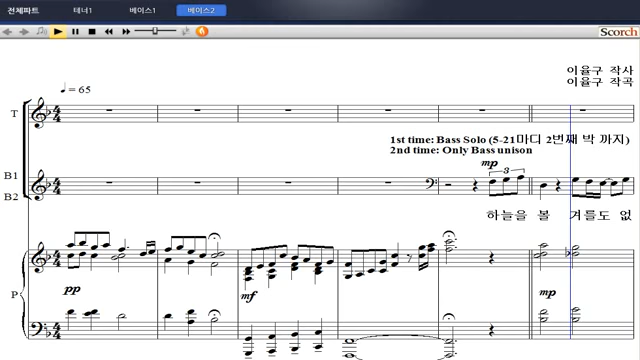 전체파트 테너1 베이스1 베이스2
Scorch
이율구 작사
♩ = 65 이율구 작곡
T
1st time: Bass Solo (5-21마디 2번째 박 까지)
2nd time: Only Bass unison
mp
3 3
B1
B2
하늘을 볼 겨를도 없
P
pp mf mp